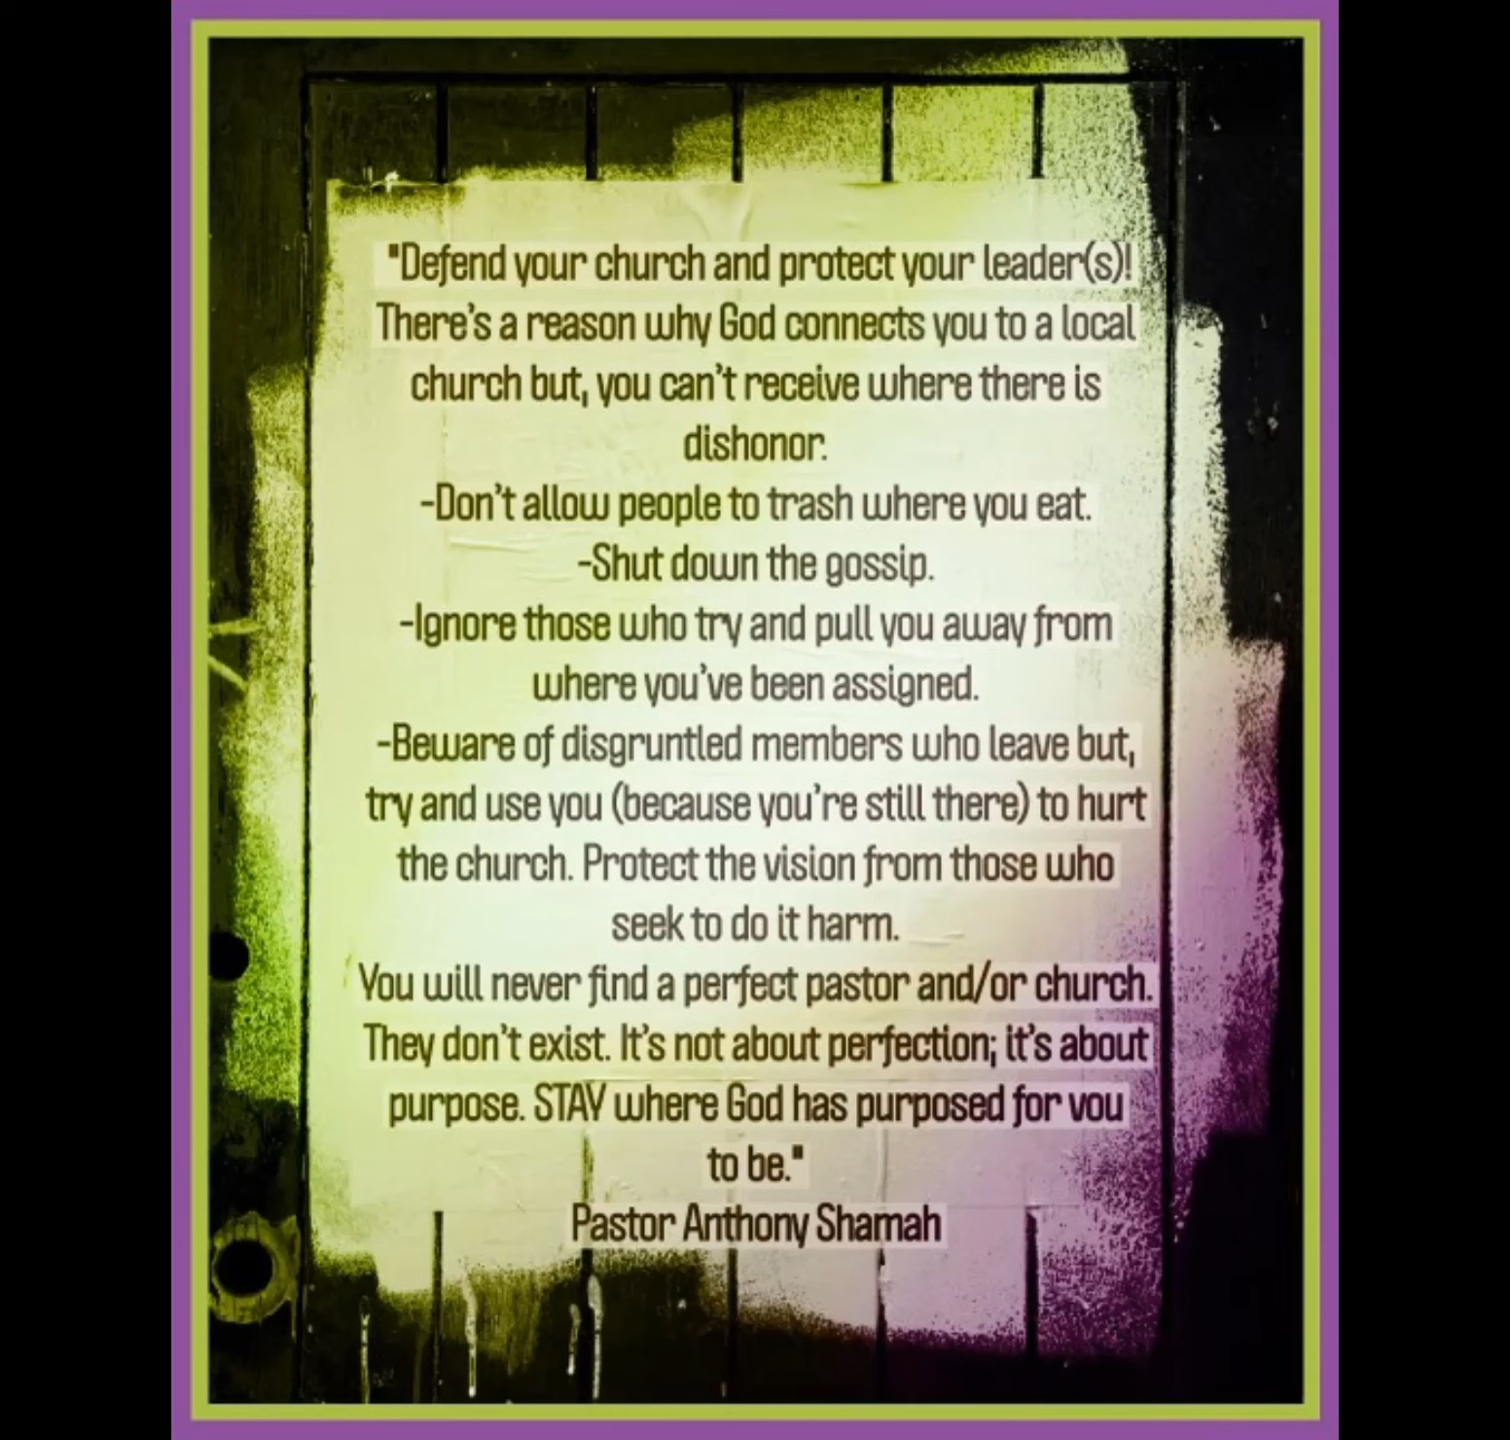 "Defend your church and protect your leader(s)!
There's a reason why God connects you to a local
church but, you can't receive where there is
dishonor.
-Don't allow people to trash where you eat.
-Shut down the gossip.
-Ignore those who try and pull you away from
where you've been assigned.
-Beware of disgruntled members who leave but,
try and use you (because you're still there) to hurt
the church. Protect the vision from those who
seek to do it harm.
You will never find a perfect pastor and/or church.
They don't exist. It's not about perfection; it's about
purpose. STAY where God has purposed for you
to be."
Pastor Anthony Shamah